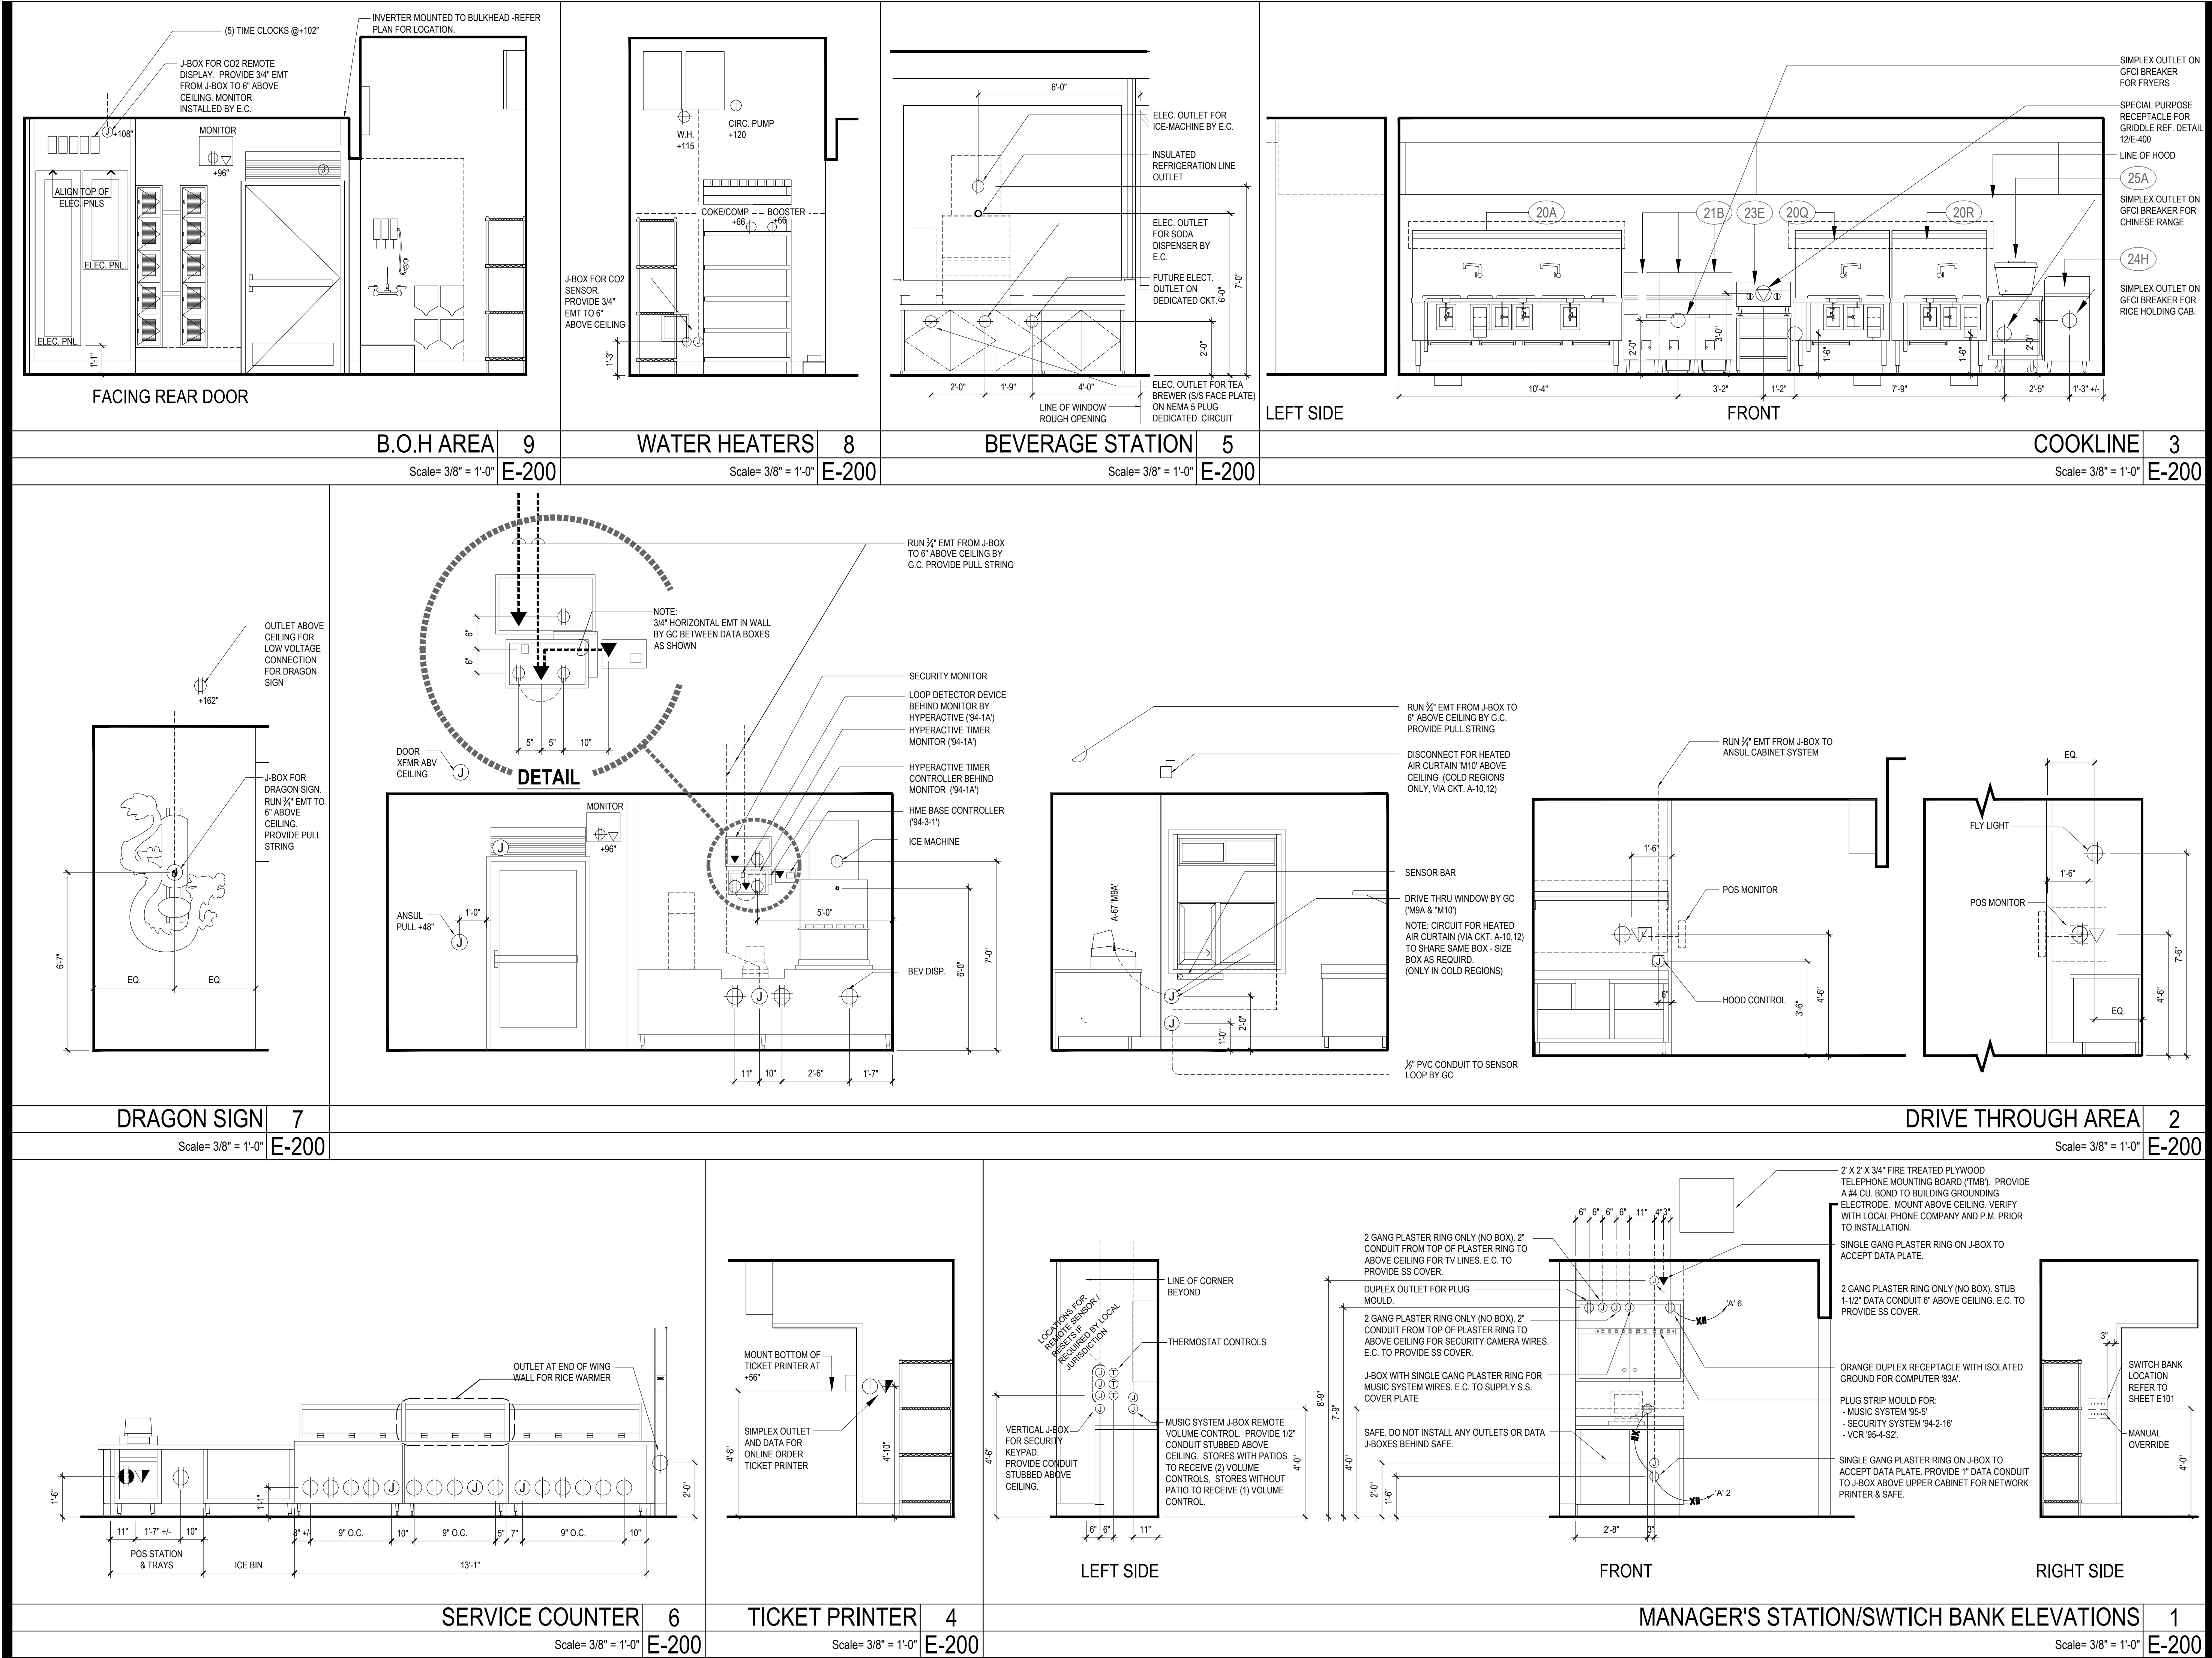 (5) TIME CLOCKS @+102"
INVERTER MOUNTED TO BULKHEAD -REFER
PLAN FOR LOCATION.
J-BOX FOR CO2 REMOTE
DISPLAY. PROVIDE 3/4" EMT
FROM J-BOX TO 6" ABOVE
CEILING. MONITOR
INSTALLED BY E.C.
J
+108"
MONITOR
+96"
J
ALIGN TOP OF
ELEC. PNLS
ELEC. PNL.
ELEC. PNL.
1'-1"
FACING REAR DOOR
B.O.H AREA 9
Scale= 3/8" = 1'-0" E-200
W.H.
+115
CIRC. PUMP
+120
COKE/COMP
+66
BOOSTER
+66
J-BOX FOR CO2
SENSOR.
PROVIDE 3/4"
EMT TO 6"
ABOVE CEILING
J
1'-3"
WATER HEATERS 8
Scale= 3/8" = 1'-0" E-200
6'-0"
ELEC. OUTLET FOR
ICE-MACHINE BY E.C.
INSULATED
REFRIGERATION LINE
OUTLET
ELEC. OUTLET
FOR SODA
DISPENSER BY
E.C.
FUTURE ELECT.
OUTLET ON
DEDICATED CKT.
6'-0"
7'-0"
2'-0"
2'-0"
1'-9"
4'-0"
LINE OF WINDOW
ROUGH OPENING
ELEC. OUTLET FOR TEA
BREWER (S/S FACE PLATE)
ON NEMA 5 PLUG
DEDICATED CIRCUIT
BEVERAGE STATION 5
Scale= 3/8" = 1'-0" E-200
SIMPLEX OUTLET ON
GFCI BREAKER
FOR FRYERS
SPECIAL PURPOSE
RECEPTACLE FOR
GRIDDLE REF. DETAIL
12/E-400
LINE OF HOOD
25A
SIMPLEX OUTLET ON
GFCI BREAKER FOR
CHINESE RANGE
24H
SIMPLEX OUTLET ON
GFCI BREAKER FOR
RICE HOLDING CAB.
20A
21B
23E
20Q
20R
2'-0"
3'-0"
1'-6"
1'-6"
2'-0"
10'-4"
3'-2"
1'-2"
7'-9"
2'-5"
1'-3" +/-
LEFT SIDE
FRONT
COOKLINE 3
Scale= 3/8" = 1'-0" E-200
OUTLET ABOVE
CEILING FOR
LOW VOLTAGE
CONNECTION
FOR DRAGON
SIGN
+162"
J-BOX FOR
DRAGON SIGN.
RUN ¾" EMT TO
6" ABOVE
CEILING.
PROVIDE PULL
STRING
J
6'-7"
EQ.
EQ.
DRAGON SIGN 7
Scale= 3/8" = 1'-0" E-200
RUN ¾" EMT FROM J-BOX
TO 6" ABOVE CEILING BY
G.C. PROVIDE PULL STRING
NOTE:
3/4" HORIZONTAL EMT IN WALL
BY GC BETWEEN DATA BOXES
AS SHOWN
6"
6"
5"
5"
10"
DETAIL
DOOR
XFMR ABV
CEILING
J
SECURITY MONITOR
LOOP DETECTOR DEVICE
BEHIND MONITOR BY
HYPERACTIVE ('94-1A')
HYPERACTIVE TIMER
MONITOR ('94-1A')
HYPERACTIVE TIMER
CONTROLLER BEHIND
MONITOR ('94-1A')
HME BASE CONTROLLER
('94-3-1')
ICE MACHINE
BEV DISP.
MONITOR
+96"
J
ANSUL
PULL +48"
1'-0"
J
5'-0"
6'-0"
7'-0"
J
11"
10"
2'-6"
1'-7"
RUN ¾" EMT FROM J-BOX TO
6" ABOVE CEILING BY G.C.
PROVIDE PULL STRING
DISCONNECT FOR HEATED
AIR CURTAIN 'M10' ABOVE
CEILING (COLD REGIONS
ONLY, VIA CKT. A-10,12)
SENSOR BAR
DRIVE THRU WINDOW BY GC
('M9A & "M10')
NOTE: CIRCUIT FOR HEATED
AIR CURTAIN (VIA CKT. A-10,12)
TO SHARE SAME BOX - SIZE
BOX AS REQUIRD.
(ONLY IN COLD REGIONS)
½" PVC CONDUIT TO SENSOR
LOOP BY GC
A-67 'M9A'
J
J
1'-0"
2'-0"
RUN ¾" EMT FROM J-BOX TO
ANSUL CABINET SYSTEM
1'-6"
POS MONITOR
J
6"
HOOD CONTROL
3'-6"
4'-6"
EQ.
FLY LIGHT
1'-6"
POS MONITOR
EQ.
4'-6"
7'-6"
DRIVE THROUGH AREA 2
Scale= 3/8" = 1'-0" E-200
OUTLET AT END OF WING
WALL FOR RICE WARMER
J
J
J
1'-6"
1'-1"
2'-0"
11"
1'-7" +/-
10"
8" +/-
9" O.C.
10"
9" O.C.
5"
7"
9" O.C.
10"
POS STATION
& TRAYS
ICE BIN
13'-1"
SERVICE COUNTER 6
Scale= 3/8" = 1'-0" E-200
MOUNT BOTTOM OF
TICKET PRINTER AT
+56"
SIMPLEX OUTLET
AND DATA FOR
ONLINE ORDER
TICKET PRINTER
4'-8"
4'-10"
TICKET PRINTER 4
Scale= 3/8" = 1'-0" E-200
LINE OF CORNER
BEYOND
LOCATIONS FOR
REMOTE SENSOR /
RESETS IF
REQUIRED BY LOCAL
JURISDICTION
THERMOSTAT CONTROLS
J T
J T
J T
J
J
J
VERTICAL J-BOX
FOR SECURITY
KEYPAD.
PROVIDE CONDUIT
STUBBED ABOVE
CEILING.
MUSIC SYSTEM J-BOX REMOTE
VOLUME CONTROL. PROVIDE 1/2"
CONDUIT STUBBED ABOVE
CEILING. STORES WITH PATIOS
TO RECEIVE (2) VOLUME
CONTROLS, STORES WITHOUT
PATIO TO RECEIVE (1) VOLUME
CONTROL.
4'-6"
4'-0"
6"
6"
11"
LEFT SIDE
2 GANG PLASTER RING ONLY (NO BOX). 2"
CONDUIT FROM TOP OF PLASTER RING TO
ABOVE CEILING FOR TV LINES. E.C. TO
PROVIDE SS COVER.
DUPLEX OUTLET FOR PLUG
MOULD.
2 GANG PLASTER RING ONLY (NO BOX). 2"
CONDUIT FROM TOP OF PLASTER RING TO
ABOVE CEILING FOR SECURITY CAMERA WIRES.
E.C. TO PROVIDE SS COVER.
J-BOX WITH SINGLE GANG PLASTER RING FOR
MUSIC SYSTEM WIRES. E.C. TO SUPPLY S.S.
COVER PLATE
SAFE. DO NOT INSTALL ANY OUTLETS OR DATA
J-BOXES BEHIND SAFE.
8'-9"
7'-9"
4'-0"
2'-0"
1'-6"
6"
6"
6"
6"
11"
4"
3"
J
J
J
J
J
'A' 6
'A' 2
2'-8"
3"
FRONT
2' X 2' X 3/4" FIRE TREATED PLYWOOD
TELEPHONE MOUNTING BOARD ('TMB'). PROVIDE
A #4 CU. BOND TO BUILDING GROUNDING
ELECTRODE. MOUNT ABOVE CEILING. VERIFY
WITH LOCAL PHONE COMPANY AND P.M. PRIOR
TO INSTALLATION.
SINGLE GANG PLASTER RING ON J-BOX TO
ACCEPT DATA PLATE.
2 GANG PLASTER RING ONLY (NO BOX). STUB
1-1/2" DATA CONDUIT 6" ABOVE CEILING. E.C. TO
PROVIDE SS COVER.
ORANGE DUPLEX RECEPTACLE WITH ISOLATED
GROUND FOR COMPUTER '83A'.
PLUG STRIP MOULD FOR:
- MUSIC SYSTEM '95-5'
- SECURITY SYSTEM '94-2-16'
- VCR '95-4-S2'.
SINGLE GANG PLASTER RING ON J-BOX TO
ACCEPT DATA PLATE. PROVIDE 1" DATA CONDUIT
TO J-BOX ABOVE UPPER CABINET FOR NETWORK
PRINTER & SAFE.
3"
SWITCH BANK
LOCATION
REFER TO
SHEET E101
MANUAL
OVERRIDE
4'-0"
RIGHT SIDE
MANAGER'S STATION/SWTICH BANK ELEVATIONS 1
Scale= 3/8" = 1'-0" E-200